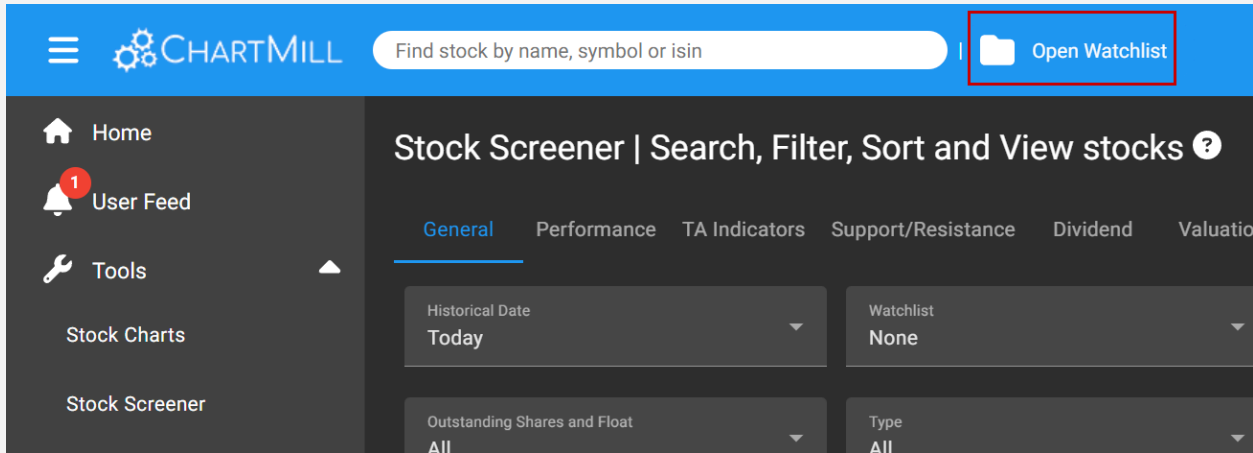 CHARTMILL
Find stock by name, symbol or isin
| Open Watchlist
Home
1
User Feed
Tools
Stock Charts
Stock Screener
Stock Screener | Search, Filter, Sort and View stocks ?
General Performance TA Indicators Support/Resistance Dividend Valuatio
Historical Date
Today
Watchlist
None
Outstanding Shares and Float
All
Type
All